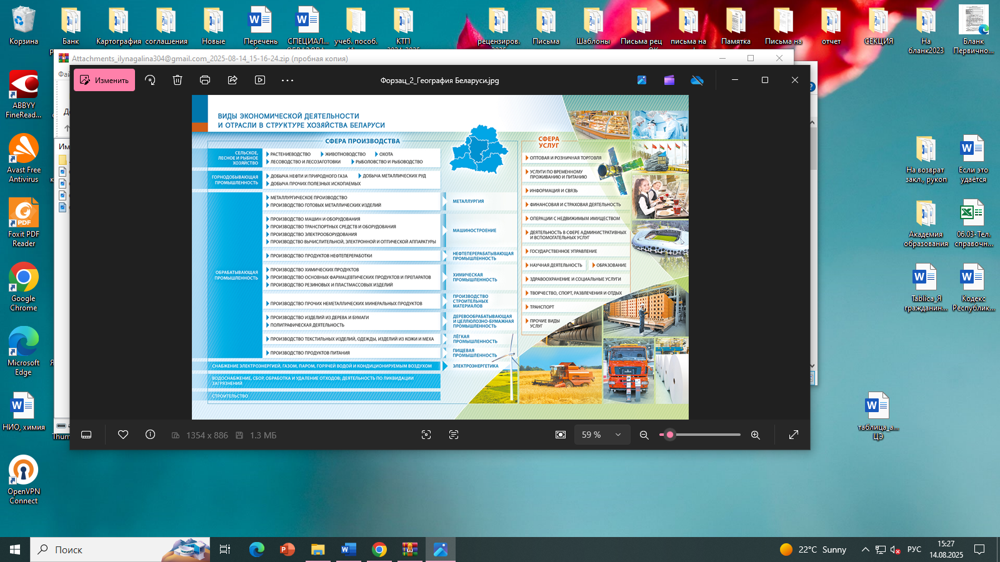 Корзина
Банк
Картография
соглашения
Новые
Перечень
СПЕЦИАЛ...
учеб. пособ.
КТП
рецензиров.
Письма
Шаблоны
Письма рец
письма на
Памятка
Письма на
отчет
СЕКЦИЯ
На
бланк2023
Бланк
Первично...
Attachments_ilynagalina304@gmail.com_2025-08-14_15-16-24.zip (пробная копия)
Изменить
Форзац_2_География Беларуси.jpg
ABBYY
FineRead...
Avast Free
Antivirus
Foxit PDF
Reader
Google
Chrome
Microsoft
Edge
НИО, химия
OpenVPN
Connect
ВИДЫ ЭКОНОМИЧЕСКОЙ ДЕЯТЕЛЬНОСТИ
И ОТРАСЛИ В СТРУКТУРЕ ХОЗЯЙСТВА БЕЛАРУСИ
СФЕРА ПРОИЗВОДСТВА
СЕЛЬСКОЕ,
ЛЕСНОЕ И РЫБНОЕ
ХОЗЯЙСТВО
РАСТЕНИЕВОДСТВО
ЖИВОТНОВОДСТВО
ОХОТА
ЛЕСОВОДСТВО И ЛЕСОЗАГОТОВКИ
РЫБОЛОВСТВО И РЫБОВОДСТВО
ГОРНОДОБЫВАЮЩАЯ
ПРОМЫШЛЕННОСТЬ
ДОБЫЧА НЕФТИ И ПРИРОДНОГО ГАЗА
ДОБЫЧА МЕТАЛЛИЧЕСКИХ РУД
ДОБЫЧА ПРОЧИХ ПОЛЕЗНЫХ ИСКОПАЕМЫХ
ОБРАБАТЫВАЮЩАЯ
ПРОМЫШЛЕННОСТЬ
МЕТАЛЛУРГИЧЕСКОЕ ПРОИЗВОДСТВО
ПРОИЗВОДСТВО ГОТОВЫХ МЕТАЛЛИЧЕСКИХ ИЗДЕЛИЙ
МЕТАЛЛУРГИЯ
ПРОИЗВОДСТВО МАШИН И ОБОРУДОВАНИЯ
ПРОИЗВОДСТВО ТРАНСПОРТНЫХ СРЕДСТВ И ОБОРУДОВАНИЯ
ПРОИЗВОДСТВО ЭЛЕКТРООБОРУДОВАНИЯ
ПРОИЗВОДСТВО ВЫЧИСЛИТЕЛЬНОЙ, ЭЛЕКТРОННОЙ И ОПТИЧЕСКОЙ АППАРАТУРЫ
МАШИНОСТРОЕНИЕ
ПРОИЗВОДСТВО ПРОДУКТОВ НЕФТЕПЕРЕРАБОТКИ
НЕФТЕПЕРЕРАБАТЫВАЮЩАЯ
ПРОМЫШЛЕННОСТЬ
ПРОИЗВОДСТВО ХИМИЧЕСКИХ ПРОДУКТОВ
ПРОИЗВОДСТВО ОСНОВНЫХ ФАРМАЦЕВТИЧЕСКИХ ПРОДУКТОВ И ПРЕПАРАТОВ
ПРОИЗВОДСТВО РЕЗИНОВЫХ И ПЛАСТМАССОВЫХ ИЗДЕЛИЙ
ХИМИЧЕСКАЯ
ПРОМЫШЛЕННОСТЬ
ПРОИЗВОДСТВО ПРОЧИХ НЕМЕТАЛЛИЧЕСКИХ МИНЕРАЛЬНЫХ ПРОДУКТОВ
ПРОИЗВОДСТВО
СТРОИТЕЛЬНЫХ
МАТЕРИАЛОВ
ПРОИЗВОДСТВО ИЗДЕЛИЙ ИЗ ДЕРЕВА И БУМАГИ
ПОЛИГРАФИЧЕСКАЯ ДЕЯТЕЛЬНОСТЬ
ДЕРЕВООБРАБАТЫВАЮЩАЯ
И ЦЕЛЛЮЛОЗНО-БУМАЖНАЯ
ПРОМЫШЛЕННОСТЬ
ПРОИЗВОДСТВО ТЕКСТИЛЬНЫХ ИЗДЕЛИЙ, ОДЕЖДЫ, ИЗДЕЛИЙ ИЗ КОЖИ И МЕХА
ЛЁГКАЯ
ПРОМЫШЛЕННОСТЬ
ПРОИЗВОДСТВО ПРОДУКТОВ ПИТАНИЯ
ПИЩЕВАЯ
ПРОМЫШЛЕННОСТЬ
СНАБЖЕНИЕ ЭЛЕКТРОЭНЕРГИЕЙ, ГАЗОМ, ПАРОМ, ГОРЯЧЕЙ ВОДОЙ И КОНДИЦИОНИРУЕМЫМ ВОЗДУХОМ
ЭЛЕКТРОЭНЕРГЕТИКА
ВОДОСНАБЖЕНИЕ, СБОР, ОБРАБОТКА И УДАЛЕНИЕ ОТХОДОВ; ДЕЯТЕЛЬНОСТЬ ПО ЛИКВИДАЦИИ
ЗАГРЯЗНЕНИЙ
СТРОИТЕЛЬСТВО
СФЕРА
УСЛУГ
ОПТОВАЯ И РОЗНИЧНАЯ ТОРГОВЛЯ
УСЛУГИ ПО ВРЕМЕННОМУ
ПРОЖИВАНИЮ И ПИТАНИЮ
ИНФОРМАЦИЯ И СВЯЗЬ
ФИНАНСОВАЯ И СТРАХОВАЯ ДЕЯТЕЛЬНОСТЬ
ОПЕРАЦИИ С НЕДВИЖИМЫМ ИМУЩЕСТВОМ
ДЕЯТЕЛЬНОСТЬ В СФЕРЕ АДМИНИСТРАТИВНЫХ
И ВСПОМОГАТЕЛЬНЫХ УСЛУГ
ГОСУДАРСТВЕННОЕ УПРАВЛЕНИЕ
НАУЧНАЯ ДЕЯТЕЛЬНОСТЬ
ОБРАЗОВАНИЕ
ЗДРАВООХРАНЕНИЕ И СОЦИАЛЬНЫЕ УСЛУГИ
ТВОРЧЕСТВО, СПОРТ, РАЗВЛЕЧЕНИЯ И ОТДЫХ
ТРАНСПОРТ
ПРОЧИЕ ВИДЫ
УСЛУГ
1354 x 886
1.3 МБ
59 %
На возврат
закл., рукоп
Если это
удаётся
Академия
образования
06.03-Тел.
справочн...
Tablica_Я
гражданин...
Кодекс
Республик...
таблица_а...
ЦЭ
Поиск
22°C Sunny
РУС
15:27
14.08.2025